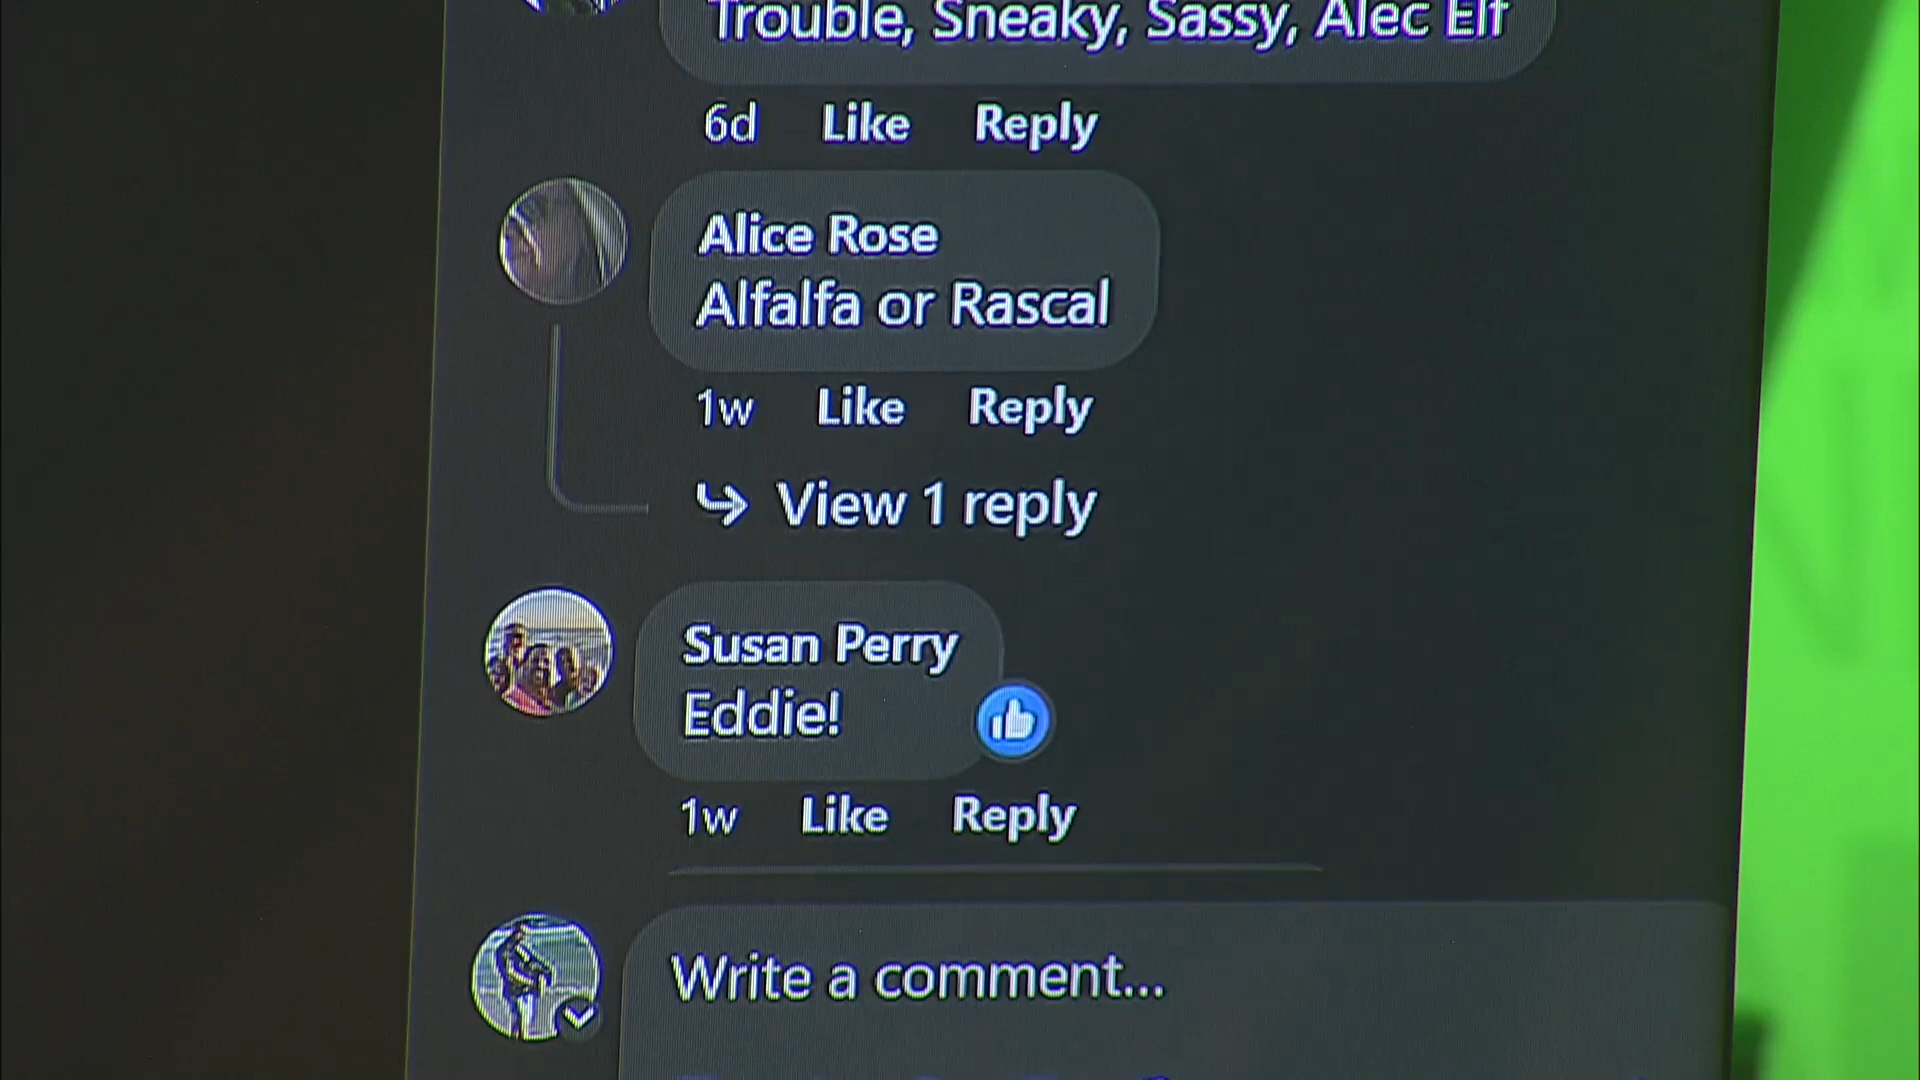 Trouble, Sneaky, Sassy, Alec Elf
6d Like Reply
Alice Rose
Alfalfa or Rascal
1w Like Reply
View 1 reply
Susan Perry
Eddie!
1w Like Reply
Write a comment...